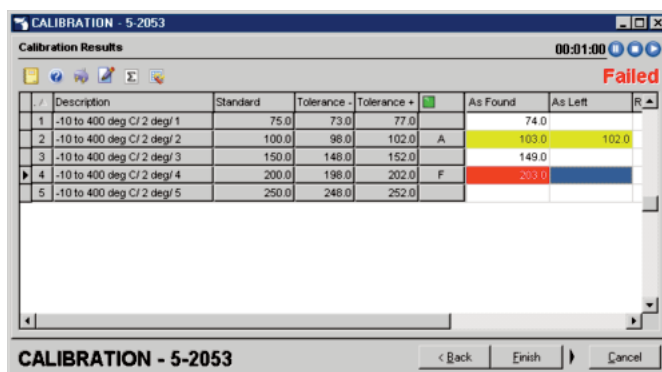 CALIBRATION - 5-2053
Calibration Results 00:01:00
Σ Failed
Description Standard Tolerance - Tolerance + As Found As Left R
1 -10 to 400 deg C/ 2 deg/ 1 75.0 73.0 77.0 74.0
2 -10 to 400 deg C/ 2 deg/ 2 100.0 98.0 102.0 A 103.0 102.0
3 -10 to 400 deg C/ 2 deg/ 3 150.0 148.0 152.0 149.0
4 -10 to 400 deg C/ 2 deg/ 4 200.0 198.0 202.0 F 203.0
5 -10 to 400 deg C/ 2 deg/ 5 250.0 248.0 252.0
CALIBRATION - 5-2053 < Back Finish Cancel